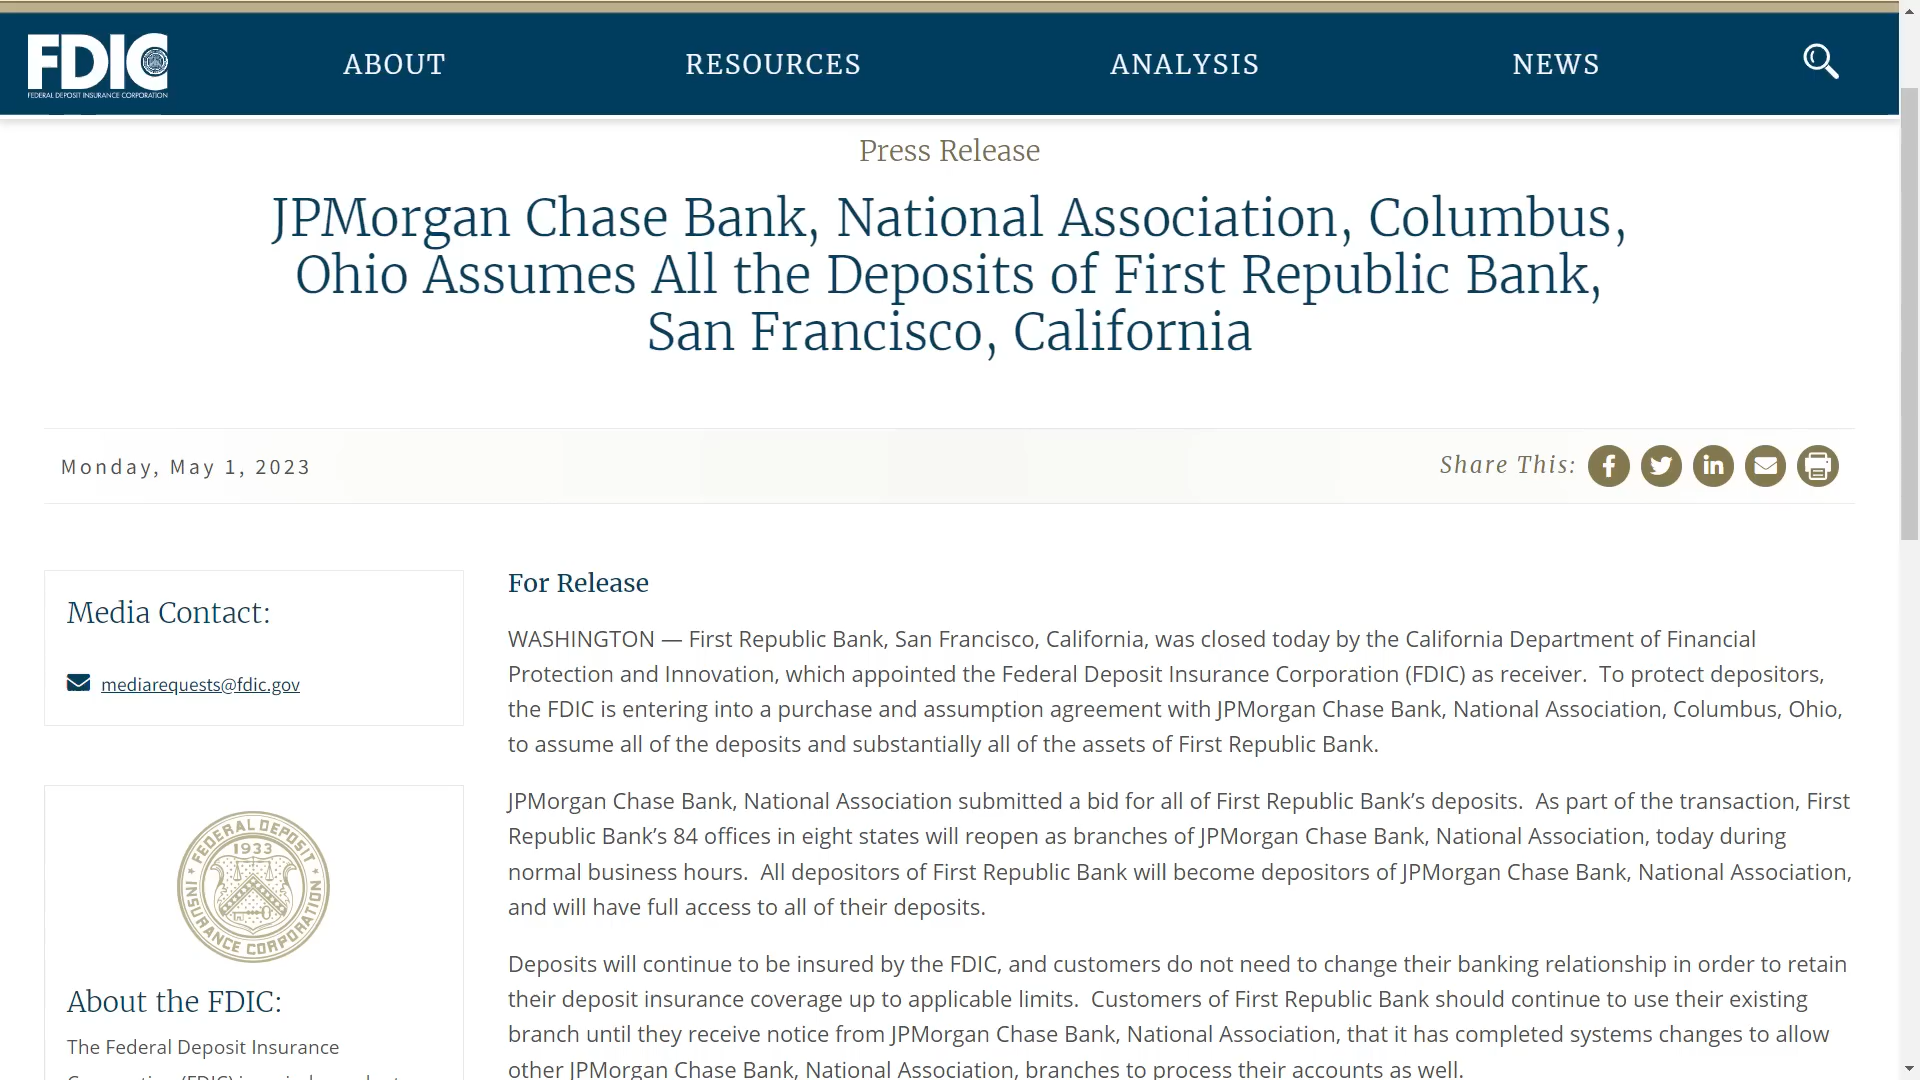 FDIC
FEDERAL DEPOSIT INSURANCE CORPORATION
ABOUT
RESOURCES
ANALYSIS
NEWS
Press Release
JPMorgan Chase Bank, National Association, Columbus,
Ohio Assumes All the Deposits of First Republic Bank,
San Francisco, California
Monday, May 1, 2023
Share This:
Media Contact:
mediarequests@fdic.gov
FEDERAL DEPOSIT INSURANCE CORPORATION
1933
About the FDIC:
The Federal Deposit Insurance
For Release
WASHINGTON — First Republic Bank, San Francisco, California, was closed today by the California Department of Financial
Protection and Innovation, which appointed the Federal Deposit Insurance Corporation (FDIC) as receiver.  To protect depositors,
the FDIC is entering into a purchase and assumption agreement with JPMorgan Chase Bank, National Association, Columbus, Ohio,
to assume all of the deposits and substantially all of the assets of First Republic Bank.
JPMorgan Chase Bank, National Association submitted a bid for all of First Republic Bank’s deposits.  As part of the transaction, First
Republic Bank’s 84 offices in eight states will reopen as branches of JPMorgan Chase Bank, National Association, today during
normal business hours.  All depositors of First Republic Bank will become depositors of JPMorgan Chase Bank, National Association,
and will have full access to all of their deposits.
Deposits will continue to be insured by the FDIC, and customers do not need to change their banking relationship in order to retain
their deposit insurance coverage up to applicable limits.  Customers of First Republic Bank should continue to use their existing
branch until they receive notice from JPMorgan Chase Bank, National Association, that it has completed systems changes to allow
other JPMorgan Chase Bank, National Association, branches to process their accounts as well.